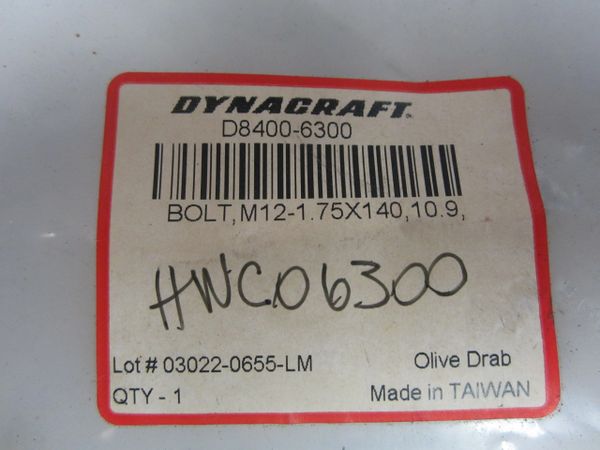 DYNACRAFT
D8400-6300
BOLT,M12-1.75X140,10.9,
HWC06300
Lot # 03022-0655-LM
Olive Drab
QTY - 1
Made in TAIWAN